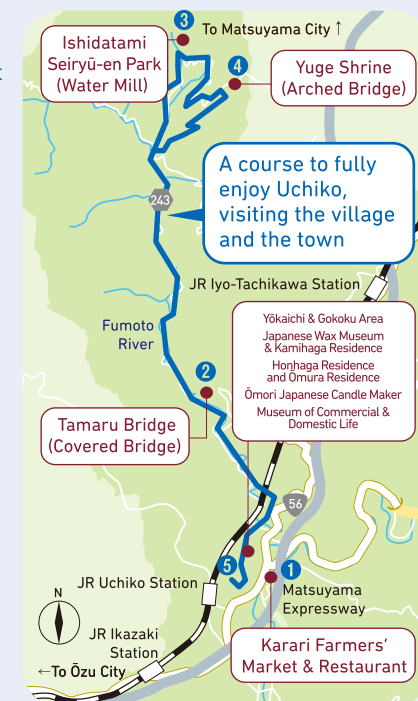 3
To Matsuyama City ↑
Ishidatami
Seiryū-en Park
(Water Mill)
4
Yuge Shrine
(Arched Bridge)
A course to fully
enjoy Uchiko,
visiting the village
and the town
243
JR Iyo-Tachikawa Station
Fumoto
River
Yōkaichi & Gokoku Area
Japanese Wax Museum
& Kamihaga Residence
Honhaga Residence
and Ōmura Residence
Ōmori Japanese Candle Maker
Museum of Commercial &
Domestic Life
2
Tamaru Bridge
(Covered Bridge)
56
5
1
JR Uchiko Station
Matsuyama
Expressway
N
JR Ikazaki
Station
←To Ōzu City
Karari Farmers'
Market & Restaurant